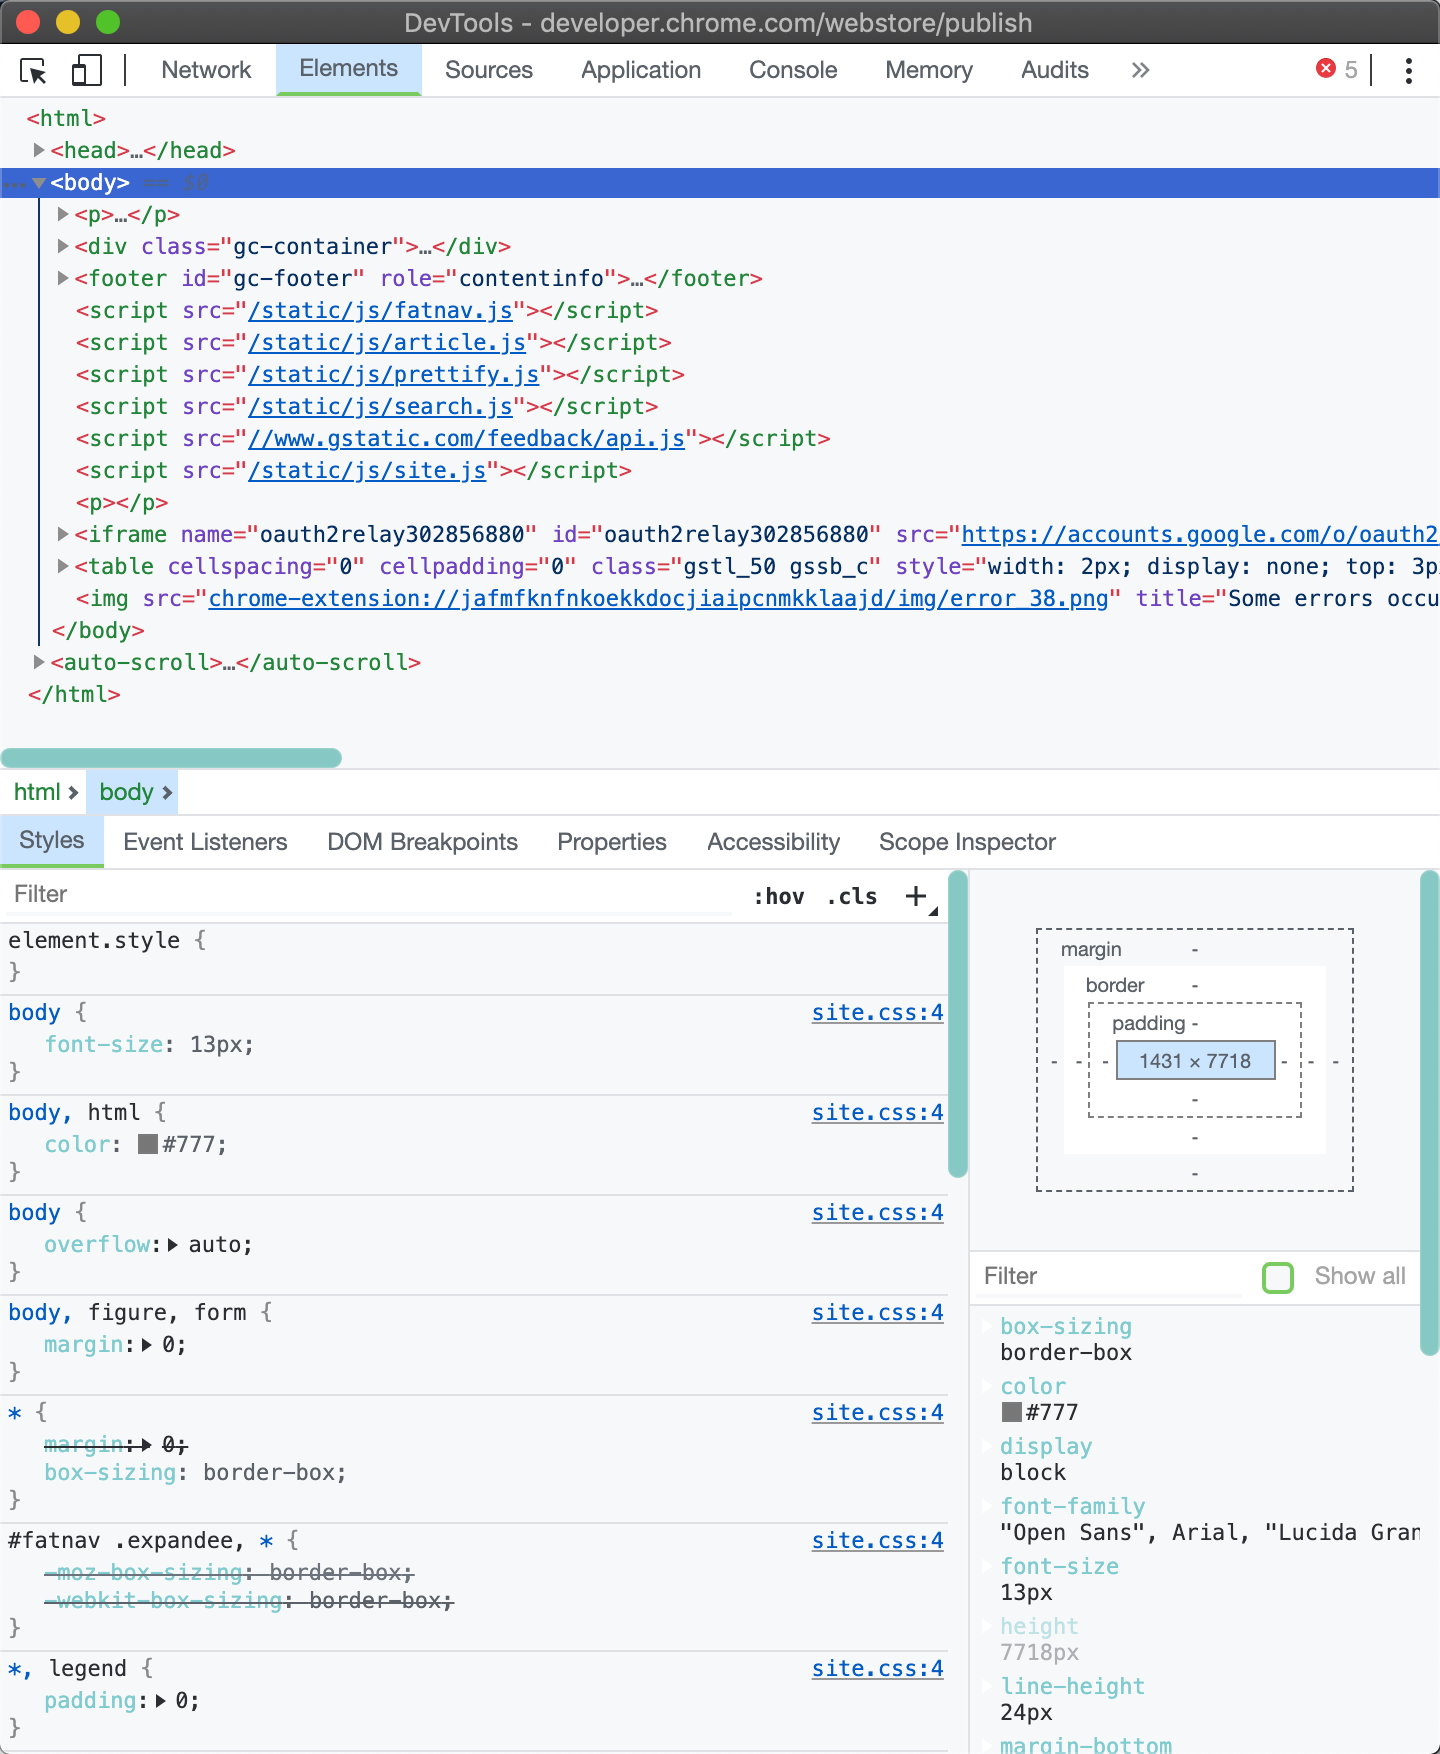 DevTools - developer.chrome.com/webstore/publish
Network Elements Sources Application Console Memory Audits » 5
<html>
<head>…</head>
… <body> == $0
<p>…</p>
<div class="gc-container">…</div>
<footer id="gc-footer" role="contentinfo">…</footer>
<script src="/static/js/fatnav.js"></script>
<script src="/static/js/article.js"></script>
<script src="/static/js/prettify.js"></script>
<script src="/static/js/search.js"></script>
<script src="//www.gstatic.com/feedback/api.js"></script>
<script src="/static/js/site.js"></script>
<p></p>
<iframe name="oauth2relay302856880" id="oauth2relay302856880" src="https://accounts.google.com/o/oauth2
<table cellspacing="0" cellpadding="0" class="gstl_50 gssb_c" style="width: 2px; display: none; top: 3p
<img src="chrome-extension://jafmfknfnkoekkdocjiaipcnmkklaajd/img/error_38.png" title="Some errors occu
</body>
<auto-scroll>…</auto-scroll>
</html>
html body
Styles Event Listeners DOM Breakpoints Properties Accessibility Scope Inspector
Filter :hov .cls +
element.style {
}
body { site.css:4
font-size: 13px;
}
body, html { site.css:4
color: #777;
}
body { site.css:4
overflow: auto;
}
body, figure, form { site.css:4
margin: 0;
}
* { site.css:4
margin: 0;
box-sizing: border-box;
}
#fatnav .expandee, * { site.css:4
-moz-box-sizing: border-box;
-webkit-box-sizing: border-box;
}
*, legend { site.css:4
padding: 0;
}
margin -
border -
padding -
- - - 1431 × 7718 - - -
-
-
-
Filter Show all
box-sizing
border-box
color
#777
display
block
font-family
"Open Sans", Arial, "Lucida Gran
font-size
13px
height
7718px
line-height
24px
margin-bottom